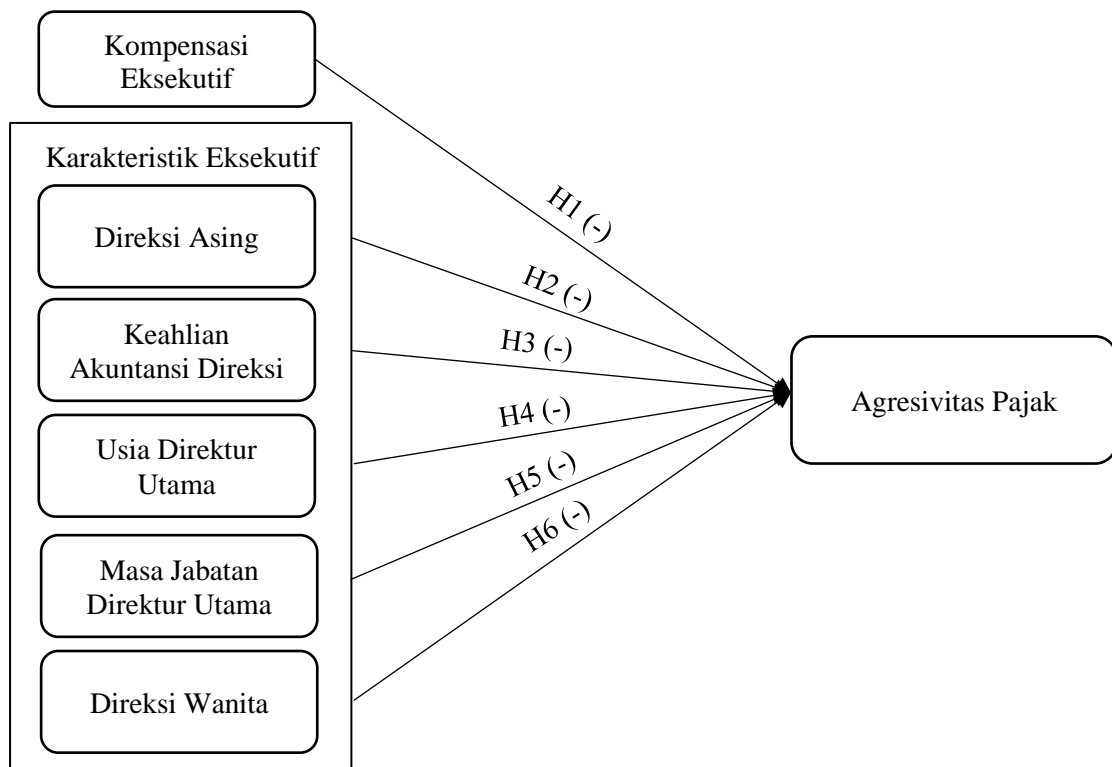 Kompensasi
Eksekutif
Karakteristik Eksekutif
Direksi Asing
Keahlian
Akuntansi Direksi
Usia Direktur
Utama
Masa Jabatan
Direktur Utama
Direksi Wanita
H1 (-)
H2 (-)
H3 (-)
H4 (-)
H5 (-)
H6 (-)
Agresivitas Pajak